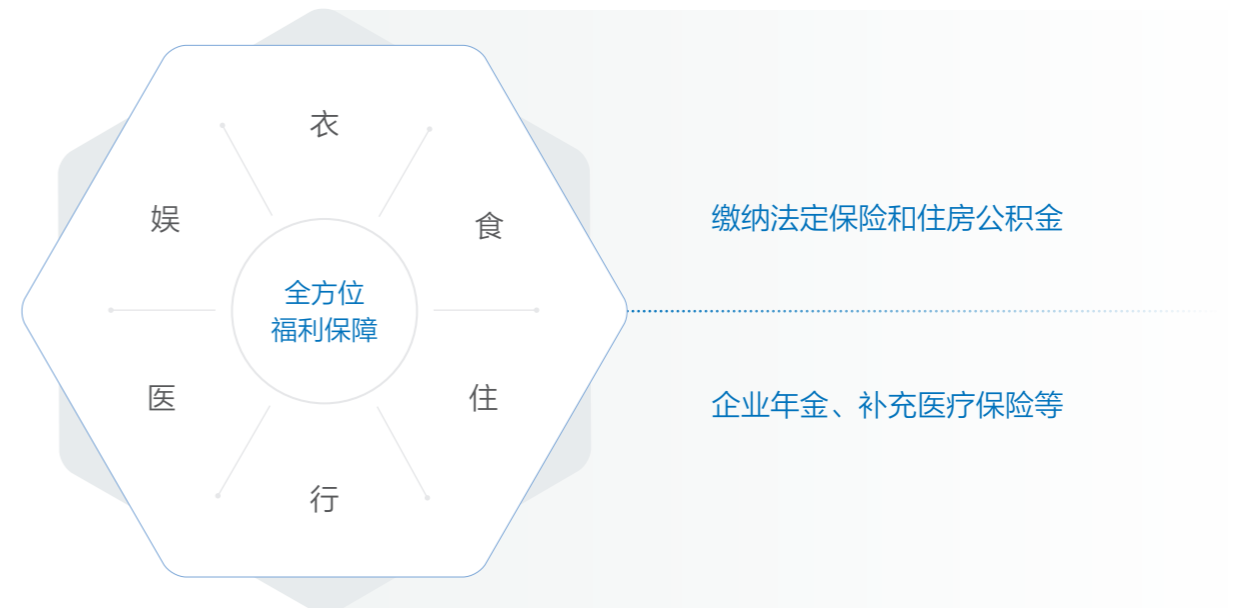 衣
娱
食
全方位
福利保障
医
住
行
缴纳法定保险和住房公积金
企业年金、补充医疗保险等